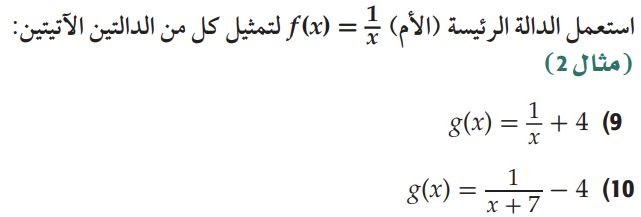 استعمل الدالة الرئيسة (الأم) f(x) = 1/x لتمثيل كل من الدالتين الآتيتين:
(مثال 2)
9) g(x) = 1/x + 4
10) g(x) = 1/(x + 7) − 4